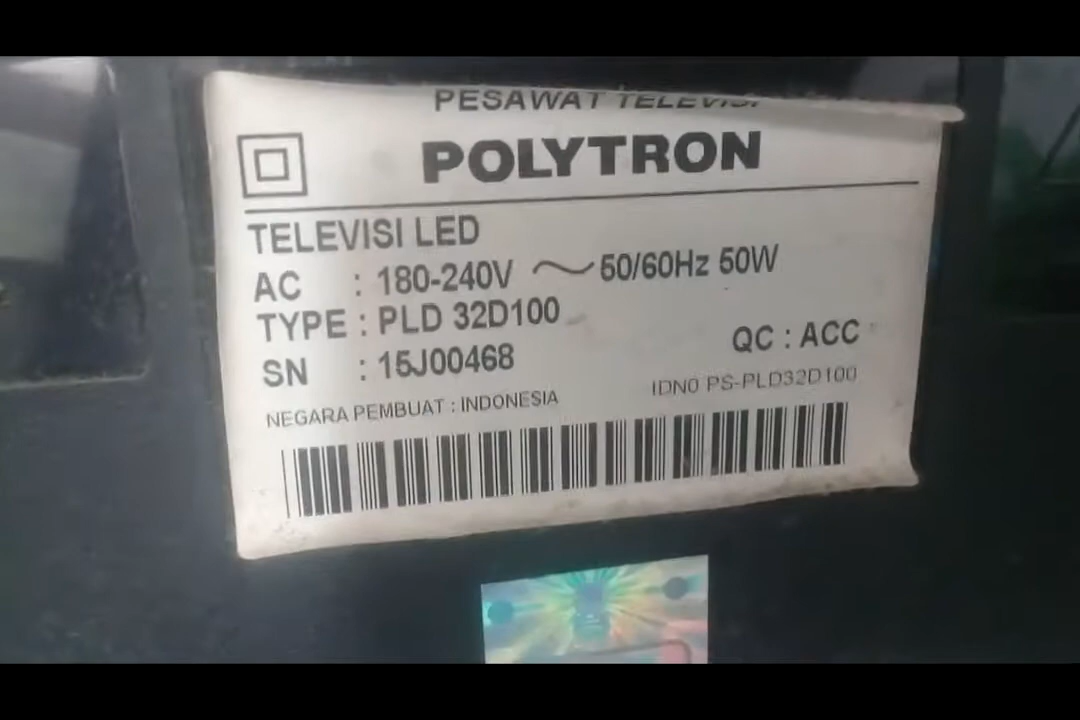 PESAWAT TELEVISI
POLYTRON
TELEVISI LED
AC : 180-240V ~ 50/60Hz 50W
TYPE : PLD 32D100
SN : 15J00468
QC : ACC
NEGARA PEMBUAT : INDONESIA
IDN0 PS-PLD32D100